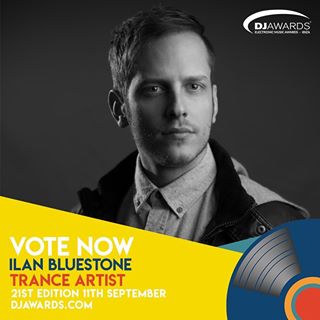 DJAWARDS
ELECTRONIC MUSIC AWARDS - IBIZA
VOTE NOW
ILAN BLUESTONE
TRANCE ARTIST
21ST EDITION 11TH SEPTEMBER
DJAWARDS.COM